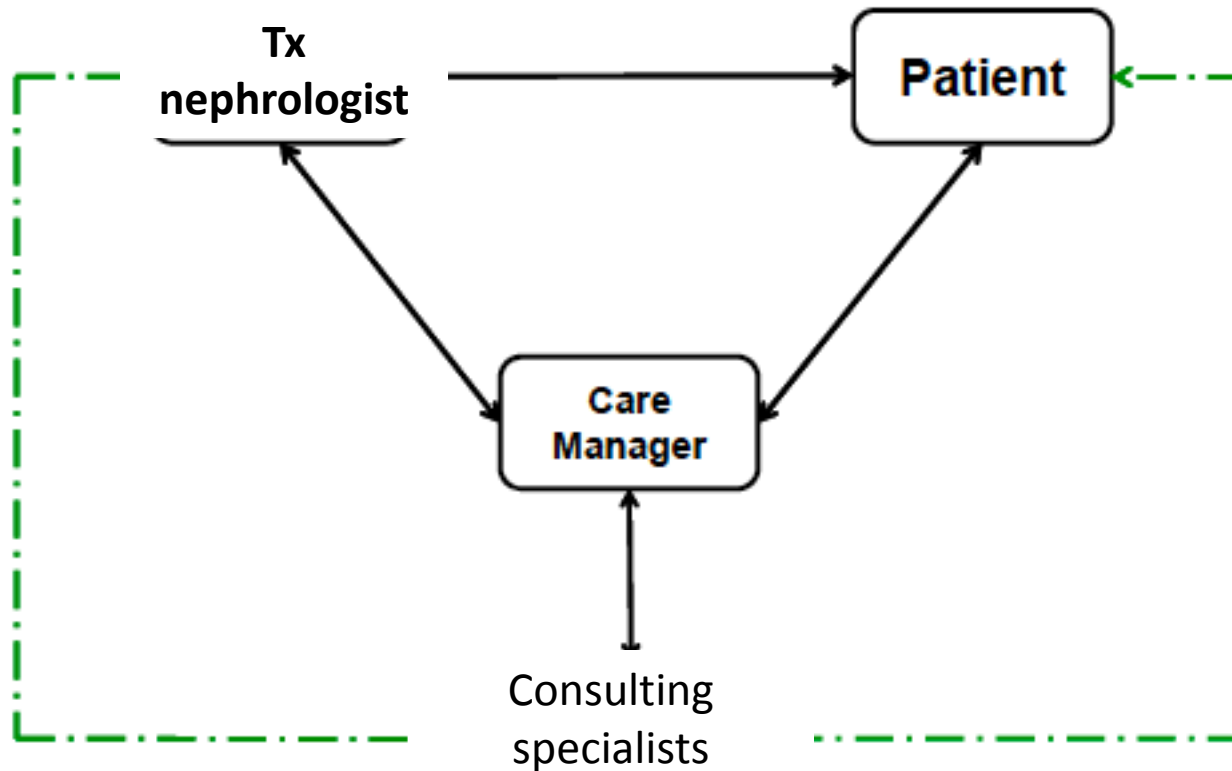 Tx
nephrologist
Patient
Care
Manager
Consulting
specialists